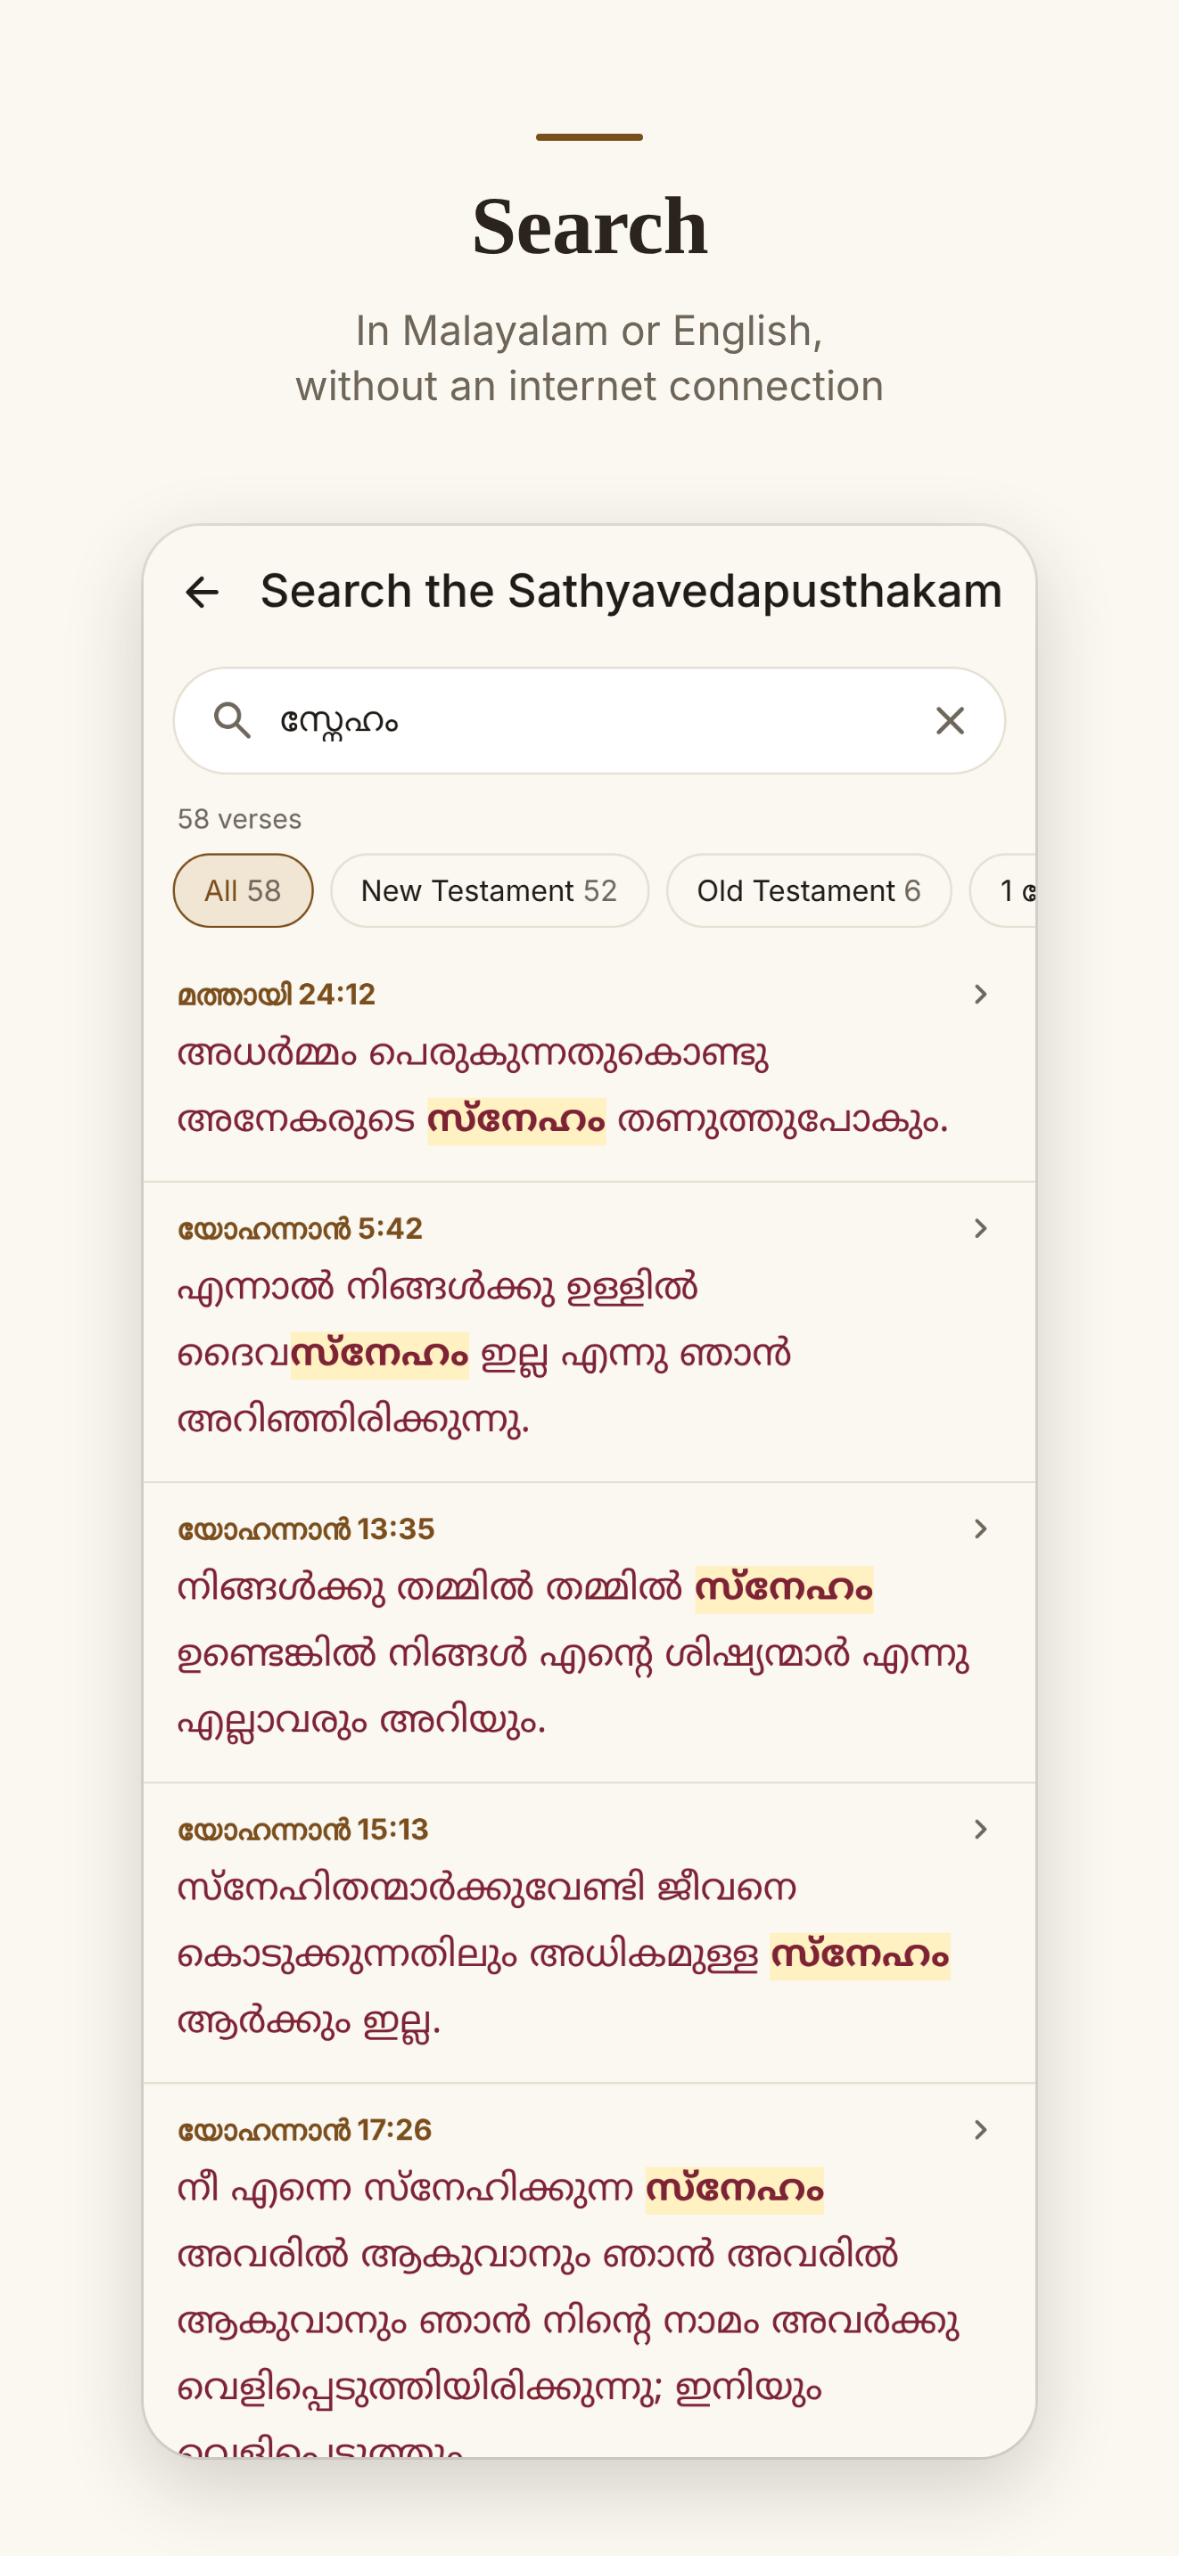 Search
In Malayalam or English,
without an internet connection
Search the Sathyavedapusthakam
സ്നേഹം
58 verses
All 58 New Testament 52 Old Testament 6 1
മത്തായി 24:12
അധർമ്മം പെരുകുന്നതുകൊണ്ടു
അനേകരുടെ സ്നേഹം തണുത്തുപോകും.
യോഹന്നാൻ 5:42
എന്നാൽ നിങ്ങൾക്കു ഉള്ളിൽ
ദൈവസ്നേഹം ഇല്ല എന്നു ഞാൻ
അറിഞ്ഞിരിക്കുന്നു.
യോഹന്നാൻ 13:35
നിങ്ങൾക്കു തമ്മിൽ തമ്മിൽ സ്നേഹം
ഉണ്ടെങ്കിൽ നിങ്ങൾ എന്റെ ശിഷ്യന്മാർ എന്നു
എല്ലാവരും അറിയും.
യോഹന്നാൻ 15:13
സ്നേഹിതന്മാർക്കുവേണ്ടി ജീവനെ
കൊടുക്കുന്നതിലും അധികമുള്ള സ്നേഹം
ആർക്കും ഇല്ല.
യോഹന്നാൻ 17:26
നീ എന്നെ സ്നേഹിക്കുന്ന സ്നേഹം
അവരിൽ ആകുവാനും ഞാൻ അവരിൽ
ആകുവാനും ഞാൻ നിന്റെ നാമം അവർക്കു
വെളിപ്പെടുത്തിയിരിക്കുന്നു; ഇനിയും